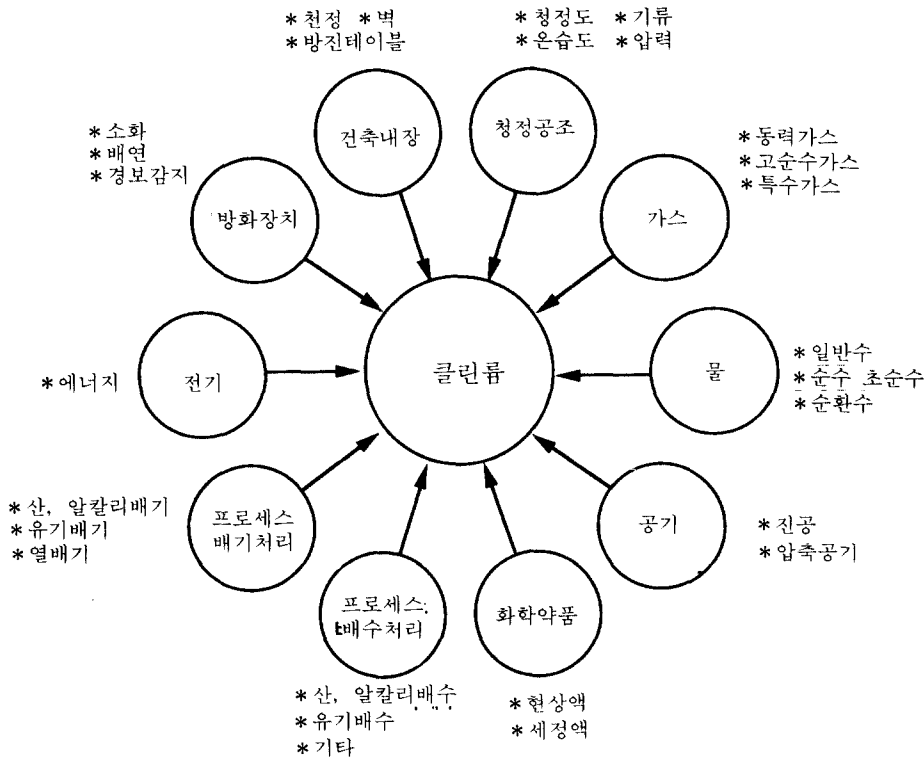 * 천정 * 벽
* 방진테이블
* 청정도 * 기류
* 온습도 * 압력
건축내장
청정공조
* 소화
* 배연
* 경보감지
방화장치
* 동력가스
* 고순수가스
* 특수가스
가스
* 에너지
전기
클린룸
물
* 일반수
* 순수 초순수
* 순환수
* 산, 알칼리배기
* 유기배기
* 열배기
프로세스
배기처리
공기
* 진공
* 압축공기
프로세스
배수처리
화학약품
* 산, 알칼리배수
* 유기배수
* 기타
* 현상액
* 세정액